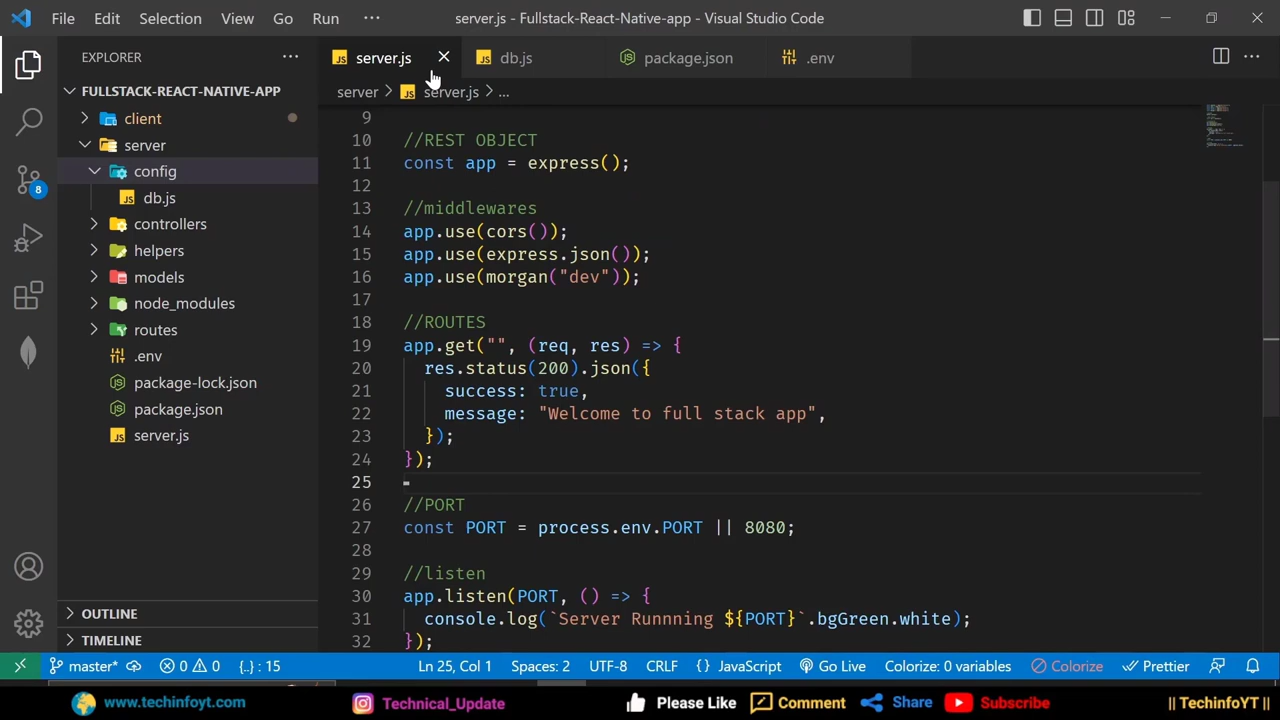 File Edit Selection View Go Run ··· server.js - Fullstack-React-Native-app - Visual Studio Code
EXPLORER ···
FULLSTACK-REACT-NATIVE-APP
client
server
config
db.js
controllers
helpers
models
node_modules
routes
.env
package-lock.json
package.json
server.js
OUTLINE
TIMELINE
8
server.js db.js package.json .env
server > server.js > ...
9
10 //REST OBJECT
11 const app = express();
12
13 //middlewares
14 app.use(cors());
15 app.use(express.json());
16 app.use(morgan("dev"));
17
18 //ROUTES
19 app.get("", (req, res) => {
20 res.status(200).json({
21 success: true,
22 message: "Welcome to full stack app",
23 });
24 });
25
26 //PORT
27 const PORT = process.env.PORT || 8080;
28
29 //listen
30 app.listen(PORT, () => {
31 console.log(`Server Runnning ${PORT}`.bgGreen.white);
32 });
master* 0 0 {..} : 15 Ln 25, Col 1 Spaces: 2 UTF-8 CRLF {} JavaScript Go Live Colorize: 0 variables Colorize Prettier
www.techinfoyt.com Technical_Update Please Like Comment Share Subscribe || TechinfoYT ||